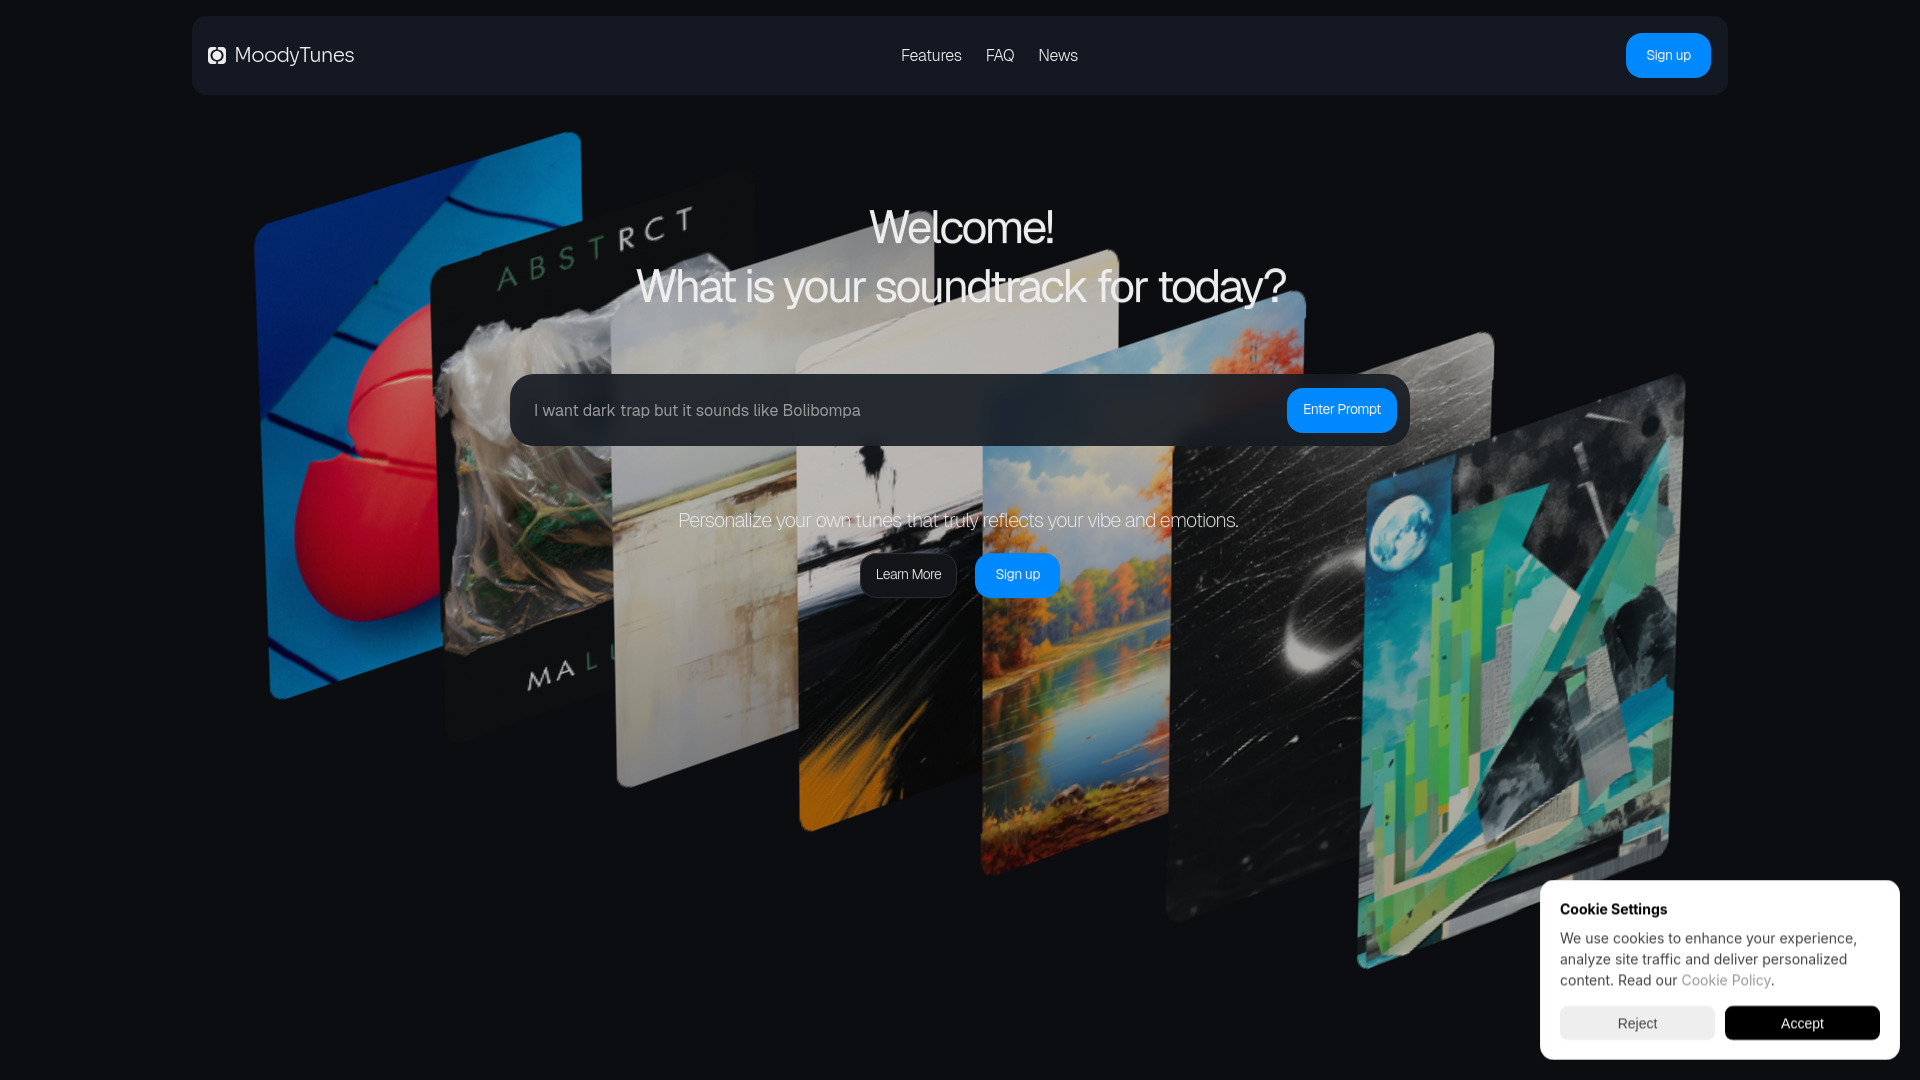 MoodyTunes
Features
FAQ
News
Sign up
ABSTRCT
Welcome!
What is your soundtrack for today?
I want dark trap but it sounds like Bolibompa
Enter Prompt
Personalize your own tunes that truly reflects your vibe and emotions.
Learn More
Sign up
Cookie Settings
We use cookies to enhance your experience,
analyze site traffic and deliver personalized
content. Read our Cookie Policy.
Reject
Accept